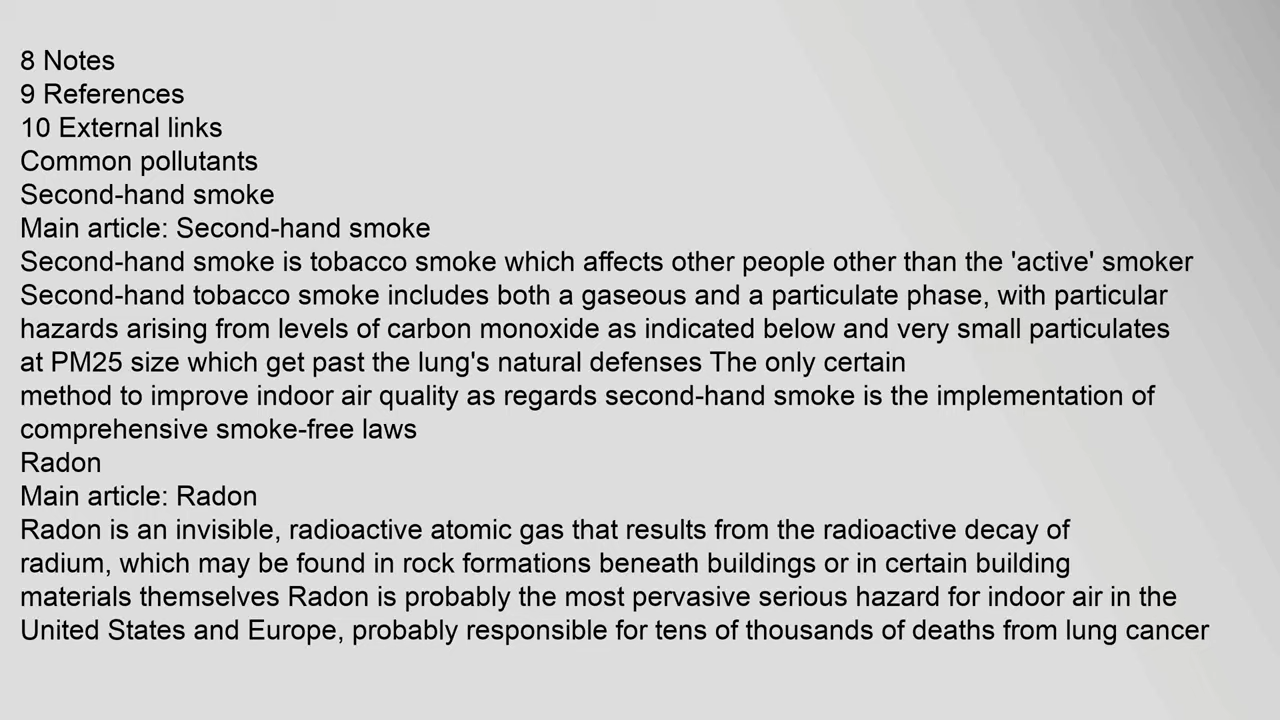 8 Notes
9 References
10 External links
Common pollutants
Second-hand smoke
Main article: Second-hand smoke
Second-hand smoke is tobacco smoke which affects other people other than the 'active' smoker
Second-hand tobacco smoke includes both a gaseous and a particulate phase, with particular
hazards arising from levels of carbon monoxide as indicated below and very small particulates
at PM25 size which get past the lung's natural defenses The only certain
method to improve indoor air quality as regards second-hand smoke is the implementation of
comprehensive smoke-free laws
Radon
Main article: Radon
Radon is an invisible, radioactive atomic gas that results from the radioactive decay of
radium, which may be found in rock formations beneath buildings or in certain building
materials themselves Radon is probably the most pervasive serious hazard for indoor air in the
United States and Europe, probably responsible for tens of thousands of deaths from lung cancer